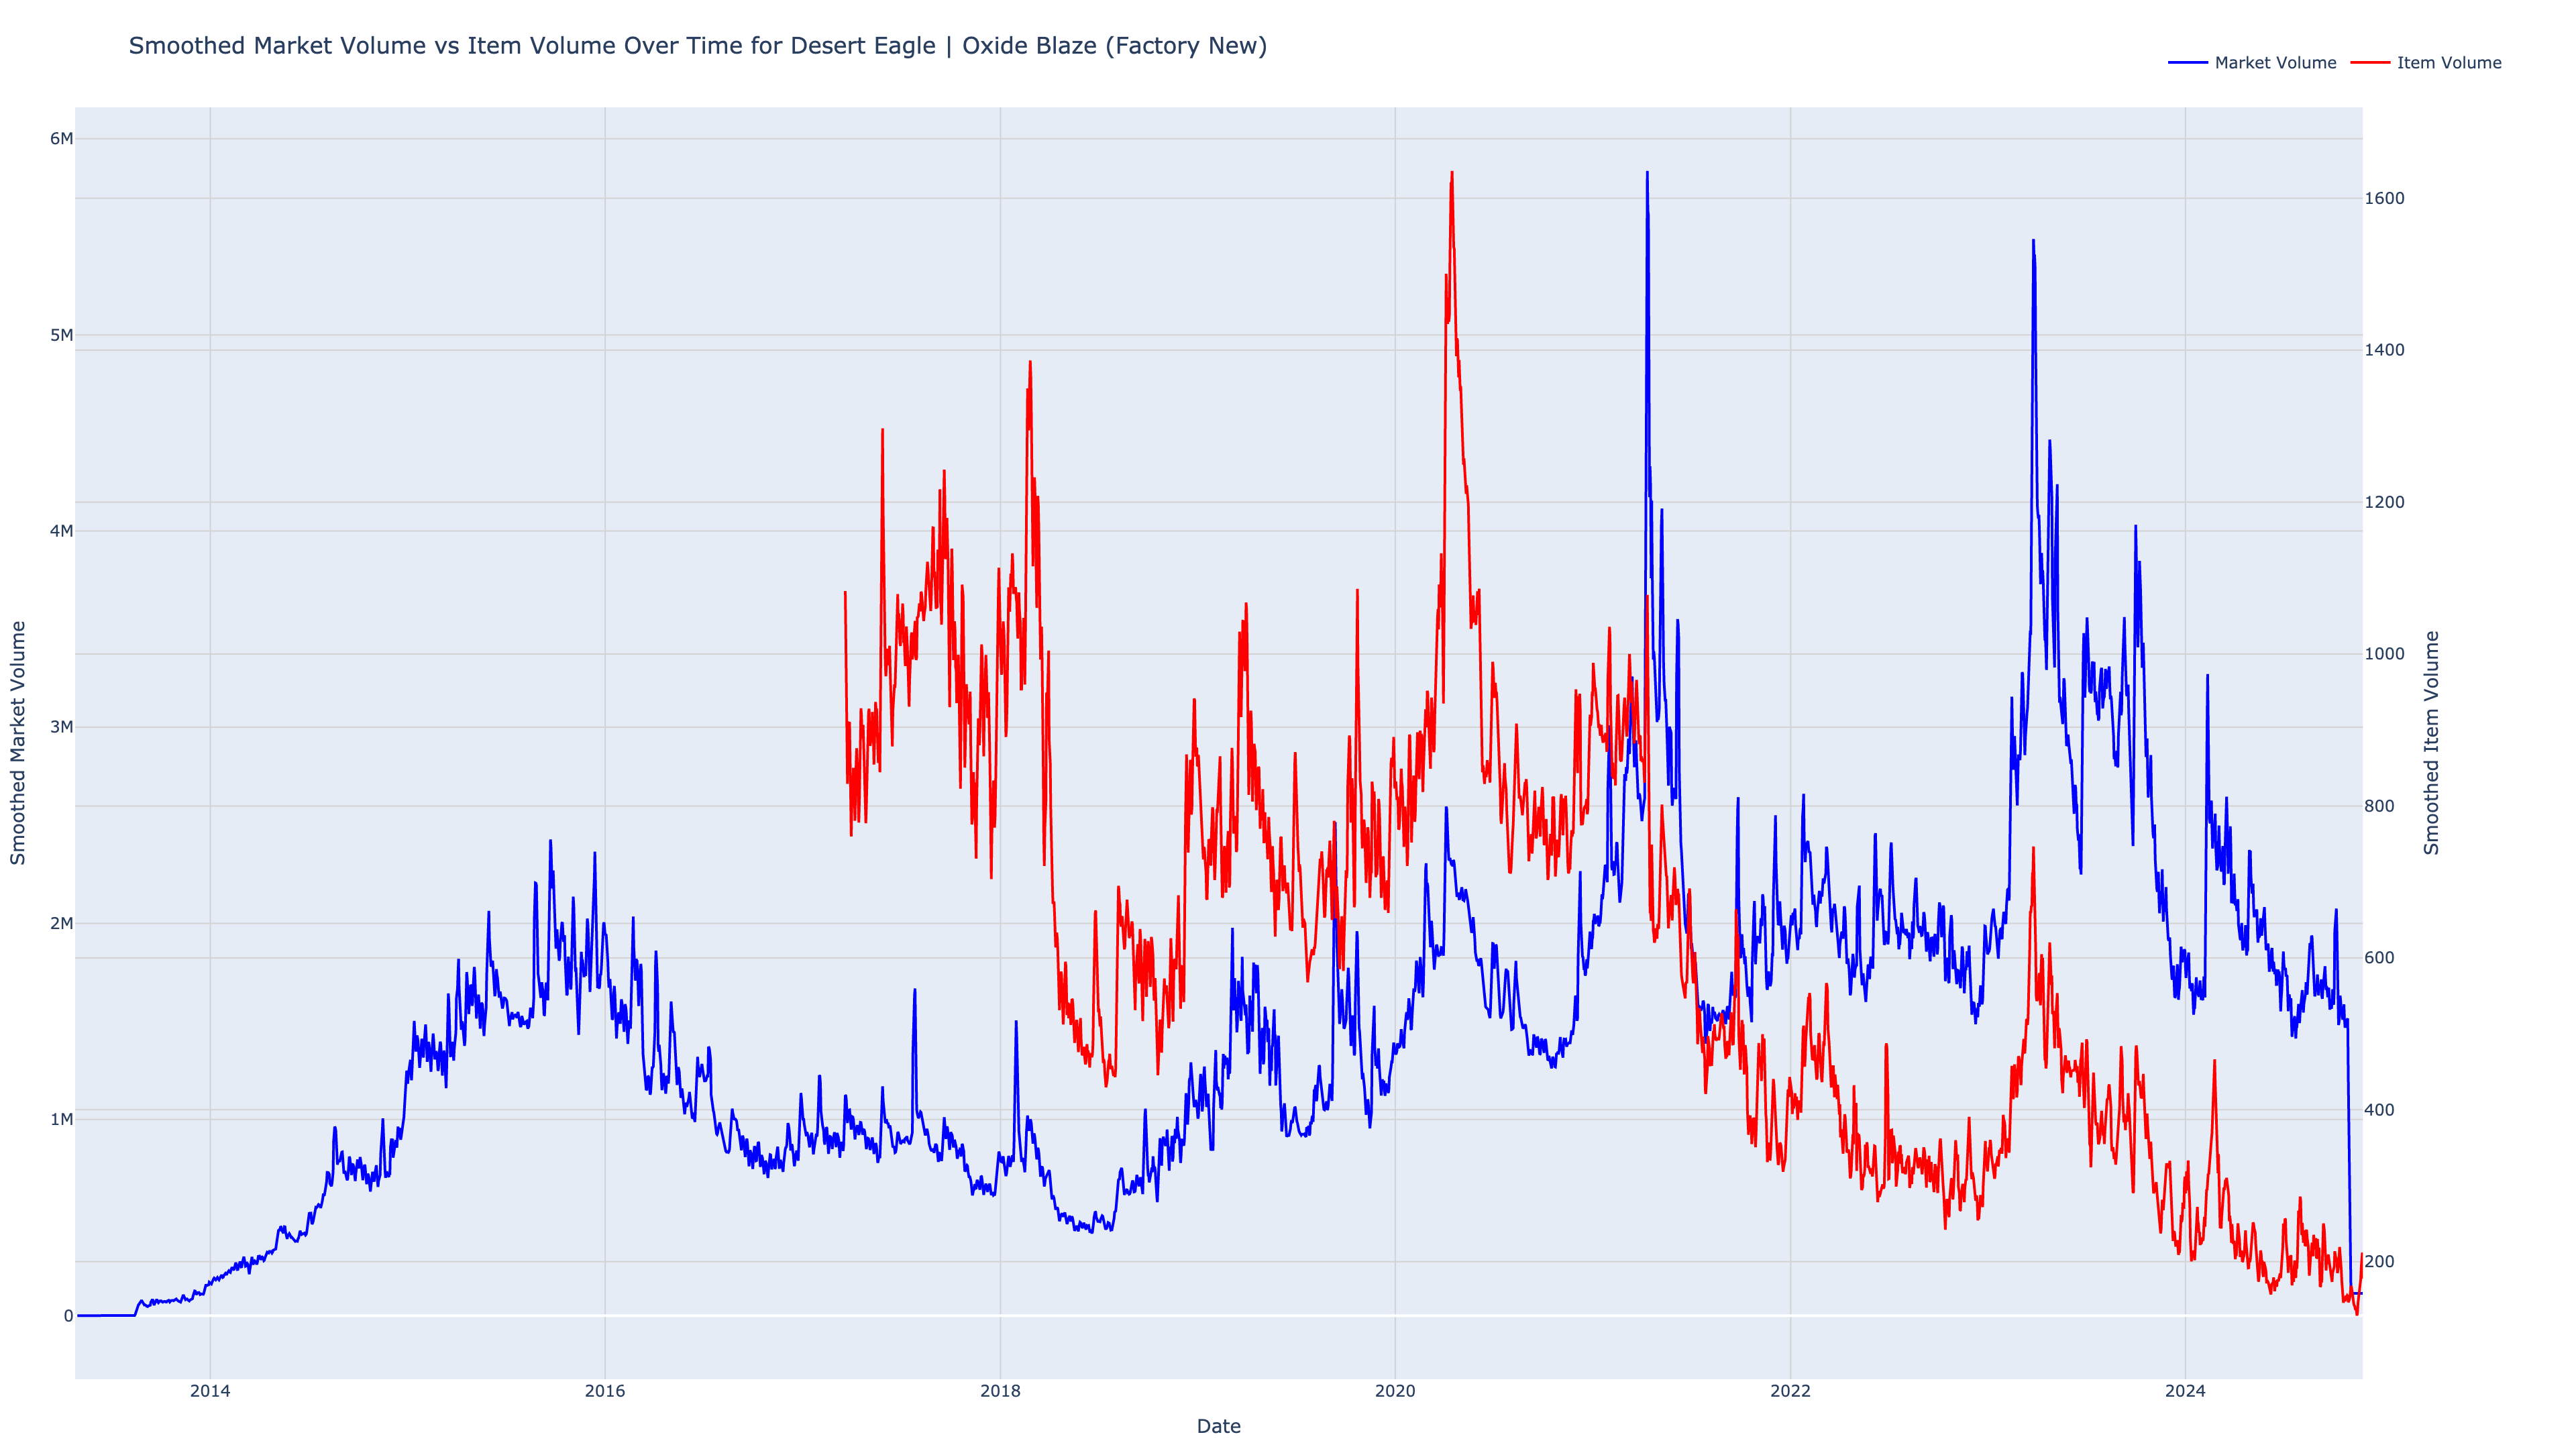 Smoothed Market Volume vs Item Volume Over Time for Desert Eagle | Oxide Blaze (Factory New)
Market Volume
Item Volume
6M
5M
4M
3M
2M
1M
0
Smoothed Market Volume
1600
1400
1200
1000
800
600
400
200
Smoothed Item Volume
2014
2016
2018
2020
2022
2024
Date